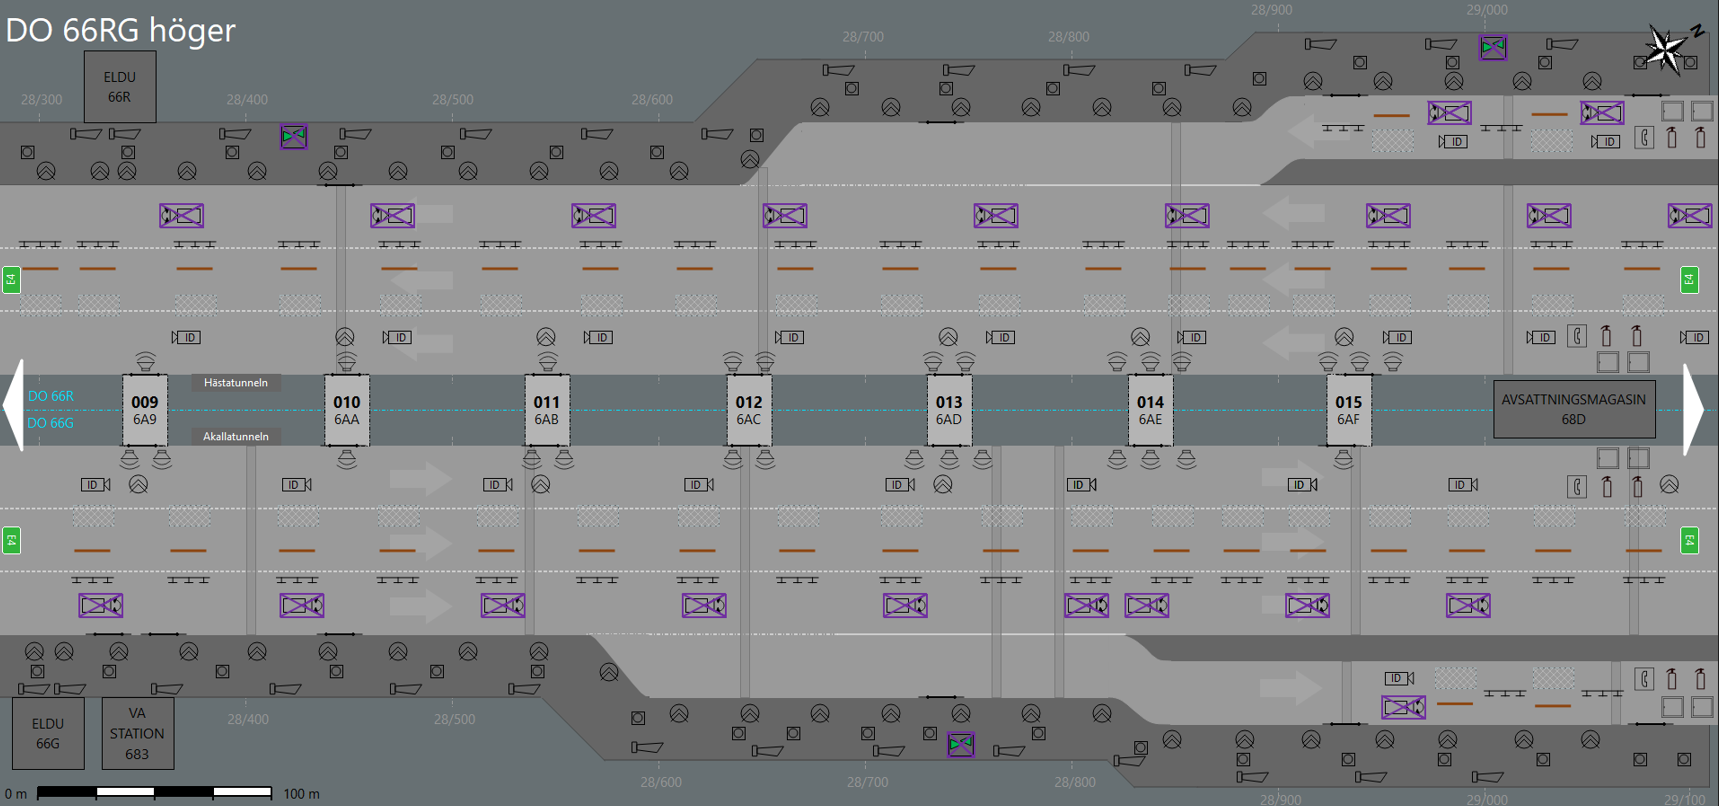 DO 66RG höger
28/900
29/000
N
28/700
28/800
ELDU
66R
28/300
28/400
28/500
28/600
ID
ID
E4
E4
ID
ID
ID
ID
ID
ID
ID
ID
ID
Hästatunneln
DO 66R
009
6A9
010
6AA
011
6AB
012
6AC
013
6AD
014
6AE
015
6AF
AVSATTNINGSMAGASIN
68D
DO 66G
Akallatunneln
ID
ID
ID
ID
ID
ID
ID
ID
E4
E4
ID
ELDU
66G
VA
STATION
683
28/400
28/500
28/600
28/700
28/800
28/900
29/000
29/100
0 m
100 m